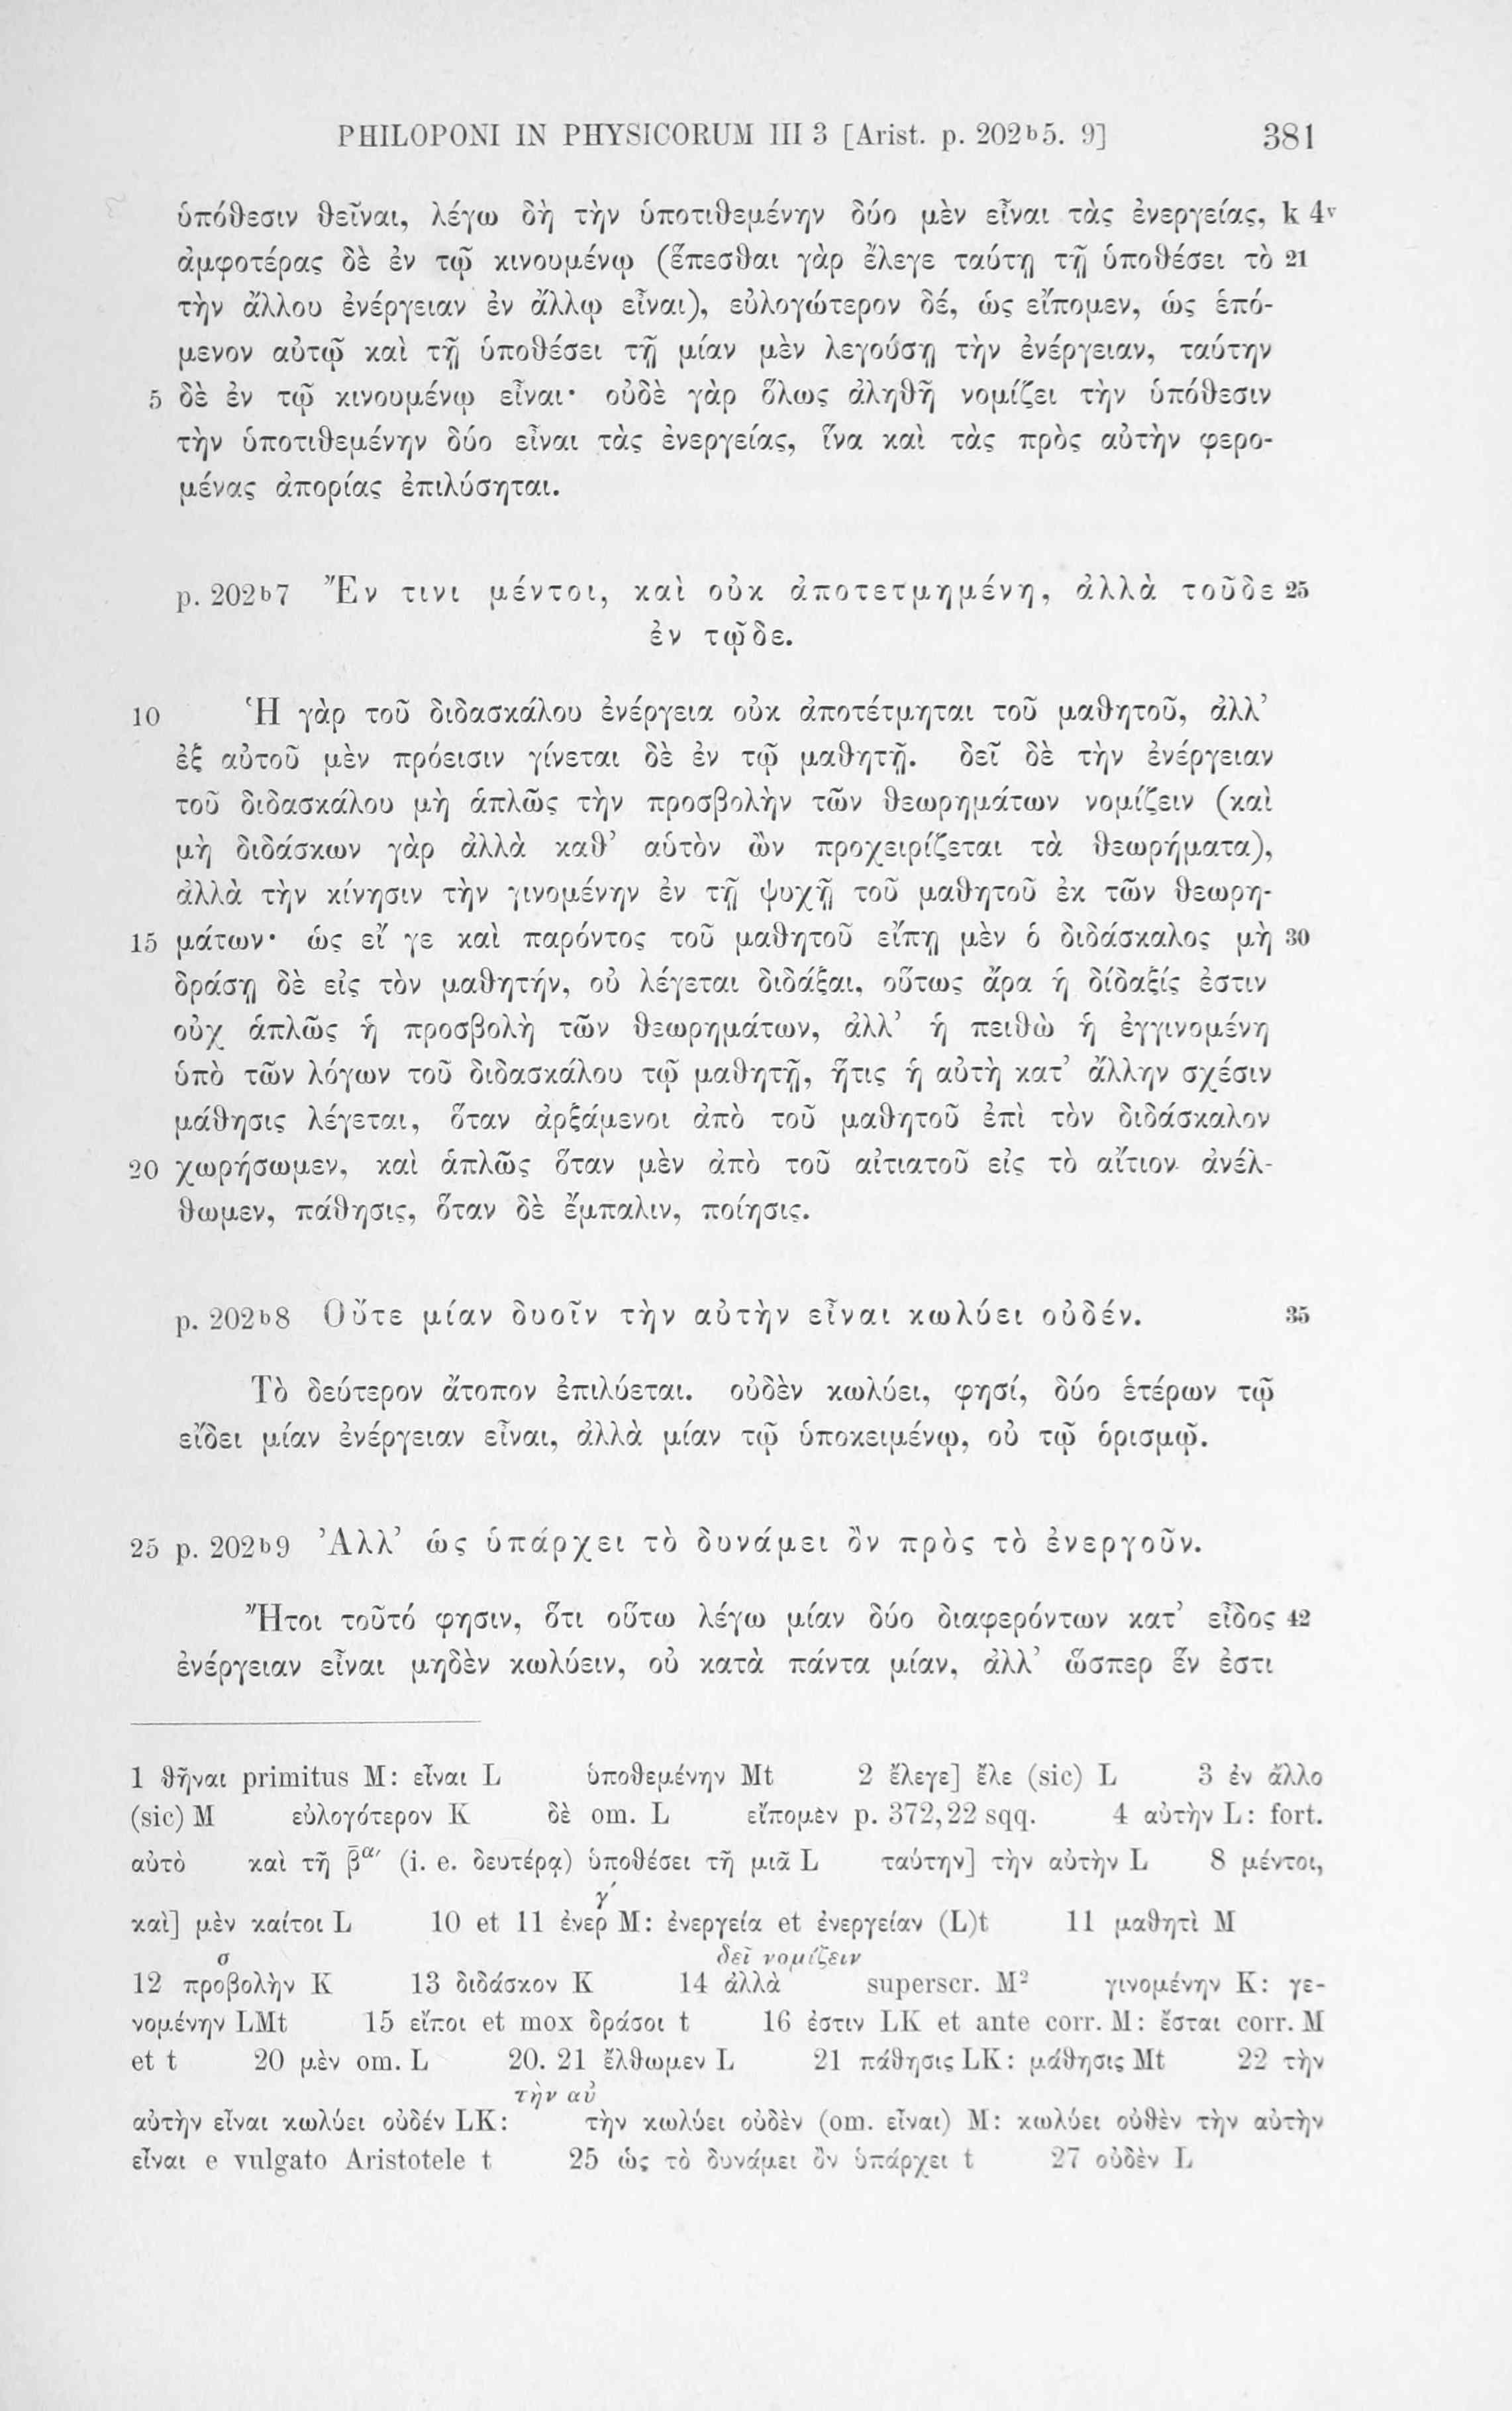 PHILOPONI IN PHYSICORUM III 3 [Arist. p. 202ᵇ5. 9] 381
ὑπόθεσιν θεῖναι, λέγω δὴ τὴν ὑποτιθεμένην δύο μὲν εἶναι τὰς ἐνεργείας, k 4ᵛ
ἀμφοτέρας δὲ ἐν τῷ κινουμένῳ (ἕπεσθαι γὰρ ἔλεγε ταύτῃ τῇ ὑποθέσει τὸ 21
τὴν ἄλλου ἐνέργειαν ἐν ἄλλῳ εἶναι), εὐλογώτερον δέ, ὡς εἴπομεν, ὡς ἑπό-
μενον αὐτῷ καὶ τῇ ὑποθέσει τῇ μίαν μὲν λεγούσῃ τὴν ἐνέργειαν, ταύτην
5 δὲ ἐν τῷ κινουμένῳ εἶναι· οὐδὲ γὰρ ὅλως ἀληθῆ νομίζει τὴν ὑπόθεσιν
τὴν ὑποτιθεμένην δύο εἶναι τὰς ἐνεργείας, ἵνα καὶ τὰς πρὸς αὐτὴν φερο-
μένας ἀπορίας ἐπιλύσηται.
p. 202ᵇ7 Ἔν τινι μέντοι, καὶ οὐκ ἀποτετμημένη, ἀλλὰ τοῦδε 25
ἐν τῷδε.
10 Ἡ γὰρ τοῦ διδασκάλου ἐνέργεια οὐκ ἀποτέτμηται τοῦ μαθητοῦ, ἀλλ’
ἐξ αὐτοῦ μὲν πρόεισιν γίνεται δὲ ἐν τῷ μαθητῇ. δεῖ δὲ τὴν ἐνέργειαν
τοῦ διδασκάλου μὴ ἁπλῶς τὴν προσβολὴν τῶν θεωρημάτων νομίζειν (καὶ
μὴ διδάσκων γὰρ ἀλλὰ καθ’ αὑτὸν ὢν προχειρίζεται τὰ θεωρήματα),
ἀλλὰ τὴν κίνησιν τὴν γινομένην ἐν τῇ ψυχῇ τοῦ μαθητοῦ ἐκ τῶν θεωρη-
15 μάτων· ὡς εἴ γε καὶ παρόντος τοῦ μαθητοῦ εἴπῃ μὲν ὁ διδάσκαλος μὴ 30
δράσῃ δὲ εἰς τὸν μαθητήν, οὐ λέγεται διδάξαι, οὕτως ἄρα ἡ δίδαξίς ἐστιν
οὐχ ἁπλῶς ἡ προσβολὴ τῶν θεωρημάτων, ἀλλ’ ἡ πειθὼ ἡ ἐγγινομένη
ὑπὸ τῶν λόγων τοῦ διδασκάλου τῷ μαθητῇ, ἥτις ἡ αὐτὴ κατ’ ἄλλην σχέσιν
μάθησις λέγεται, ὅταν ἀρξάμενοι ἀπὸ τοῦ μαθητοῦ ἐπὶ τὸν διδάσκαλον
20 χωρήσωμεν, καὶ ἁπλῶς ὅταν μὲν ἀπὸ τοῦ αἰτιατοῦ εἰς τὸ αἴτιον ἀνέλ-
θωμεν, πάθησις, ὅταν δὲ ἔμπαλιν, ποίησις.
p. 202ᵇ8 Οὔτε μίαν δυοῖν τὴν αὐτὴν εἶναι κωλύει οὐδέν. 35
Τὸ δεύτερον ἄτοπον ἐπιλύεται. οὐδὲν κωλύει, φησί, δύο ἑτέρων τῷ
εἴδει μίαν ἐνέργειαν εἶναι, ἀλλὰ μίαν τῷ ὑποκειμένῳ, οὐ τῷ ὁρισμῷ.
25 p. 202ᵇ9 Ἀλλ’ ὡς ὑπάρχει τὸ δυνάμει ὂν πρὸς τὸ ἐνεργοῦν.
Ἤτοι τοῦτό φησιν, ὅτι οὕτω λέγω μίαν δύο διαφερόντων κατ’ εἶδος 42
ἐνέργειαν εἶναι μηδὲν κωλύειν, οὐ κατὰ πάντα μίαν, ἀλλ’ ὥσπερ ἕν ἐστι
1 θῆναι primitus M: εἶναι L ὑποθεμένην Mt 2 ἔλεγε] ἔλε (sic) L 3 ἐν ἄλλο
(sic) M εὐλογότερον K δὲ om. L εἴπομεν p. 372,22 sqq. 4 αὐτὴν L: fort.
αὐτὸ καὶ τῇ β̄ᵅ′ (i. e. δευτέρᾳ) ὑποθέσει τῇ μιᾷ L ταύτην] τὴν αὐτὴν L 8 μέντοι,
καὶ] μὲν καίτοι L 10 et 11 ἐνερ M: ἐνεργεία et ἐνεργείαν (L)t 11 μαθητὶ M
γ′
σ δεῖ νομίζειν
12 προβολὴν K 13 διδάσκον K 14 ἀλλὰ superscr. M² γινομένην K: γε-
νομένην LMt 15 εἴποι et mox δράσοι t 16 ἐστιν LK et ante corr. M: ἔσται corr. M
et t 20 μὲν om. L 20. 21 ἔλθωμεν L 21 πάθησις LK: μάθησις Mt 22 τὴν
τὴν αὐ
αὐτὴν εἶναι κωλύει οὐδέν LK: τὴν κωλύει οὐδὲν (om. εἶναι) M: κωλύει οὐθὲν τὴν αὐτὴν
εἶναι e vulgato Aristotele t 25 ὡς τὸ δυνάμει ὂν ὑπάρχει t 27 οὐδὲν L